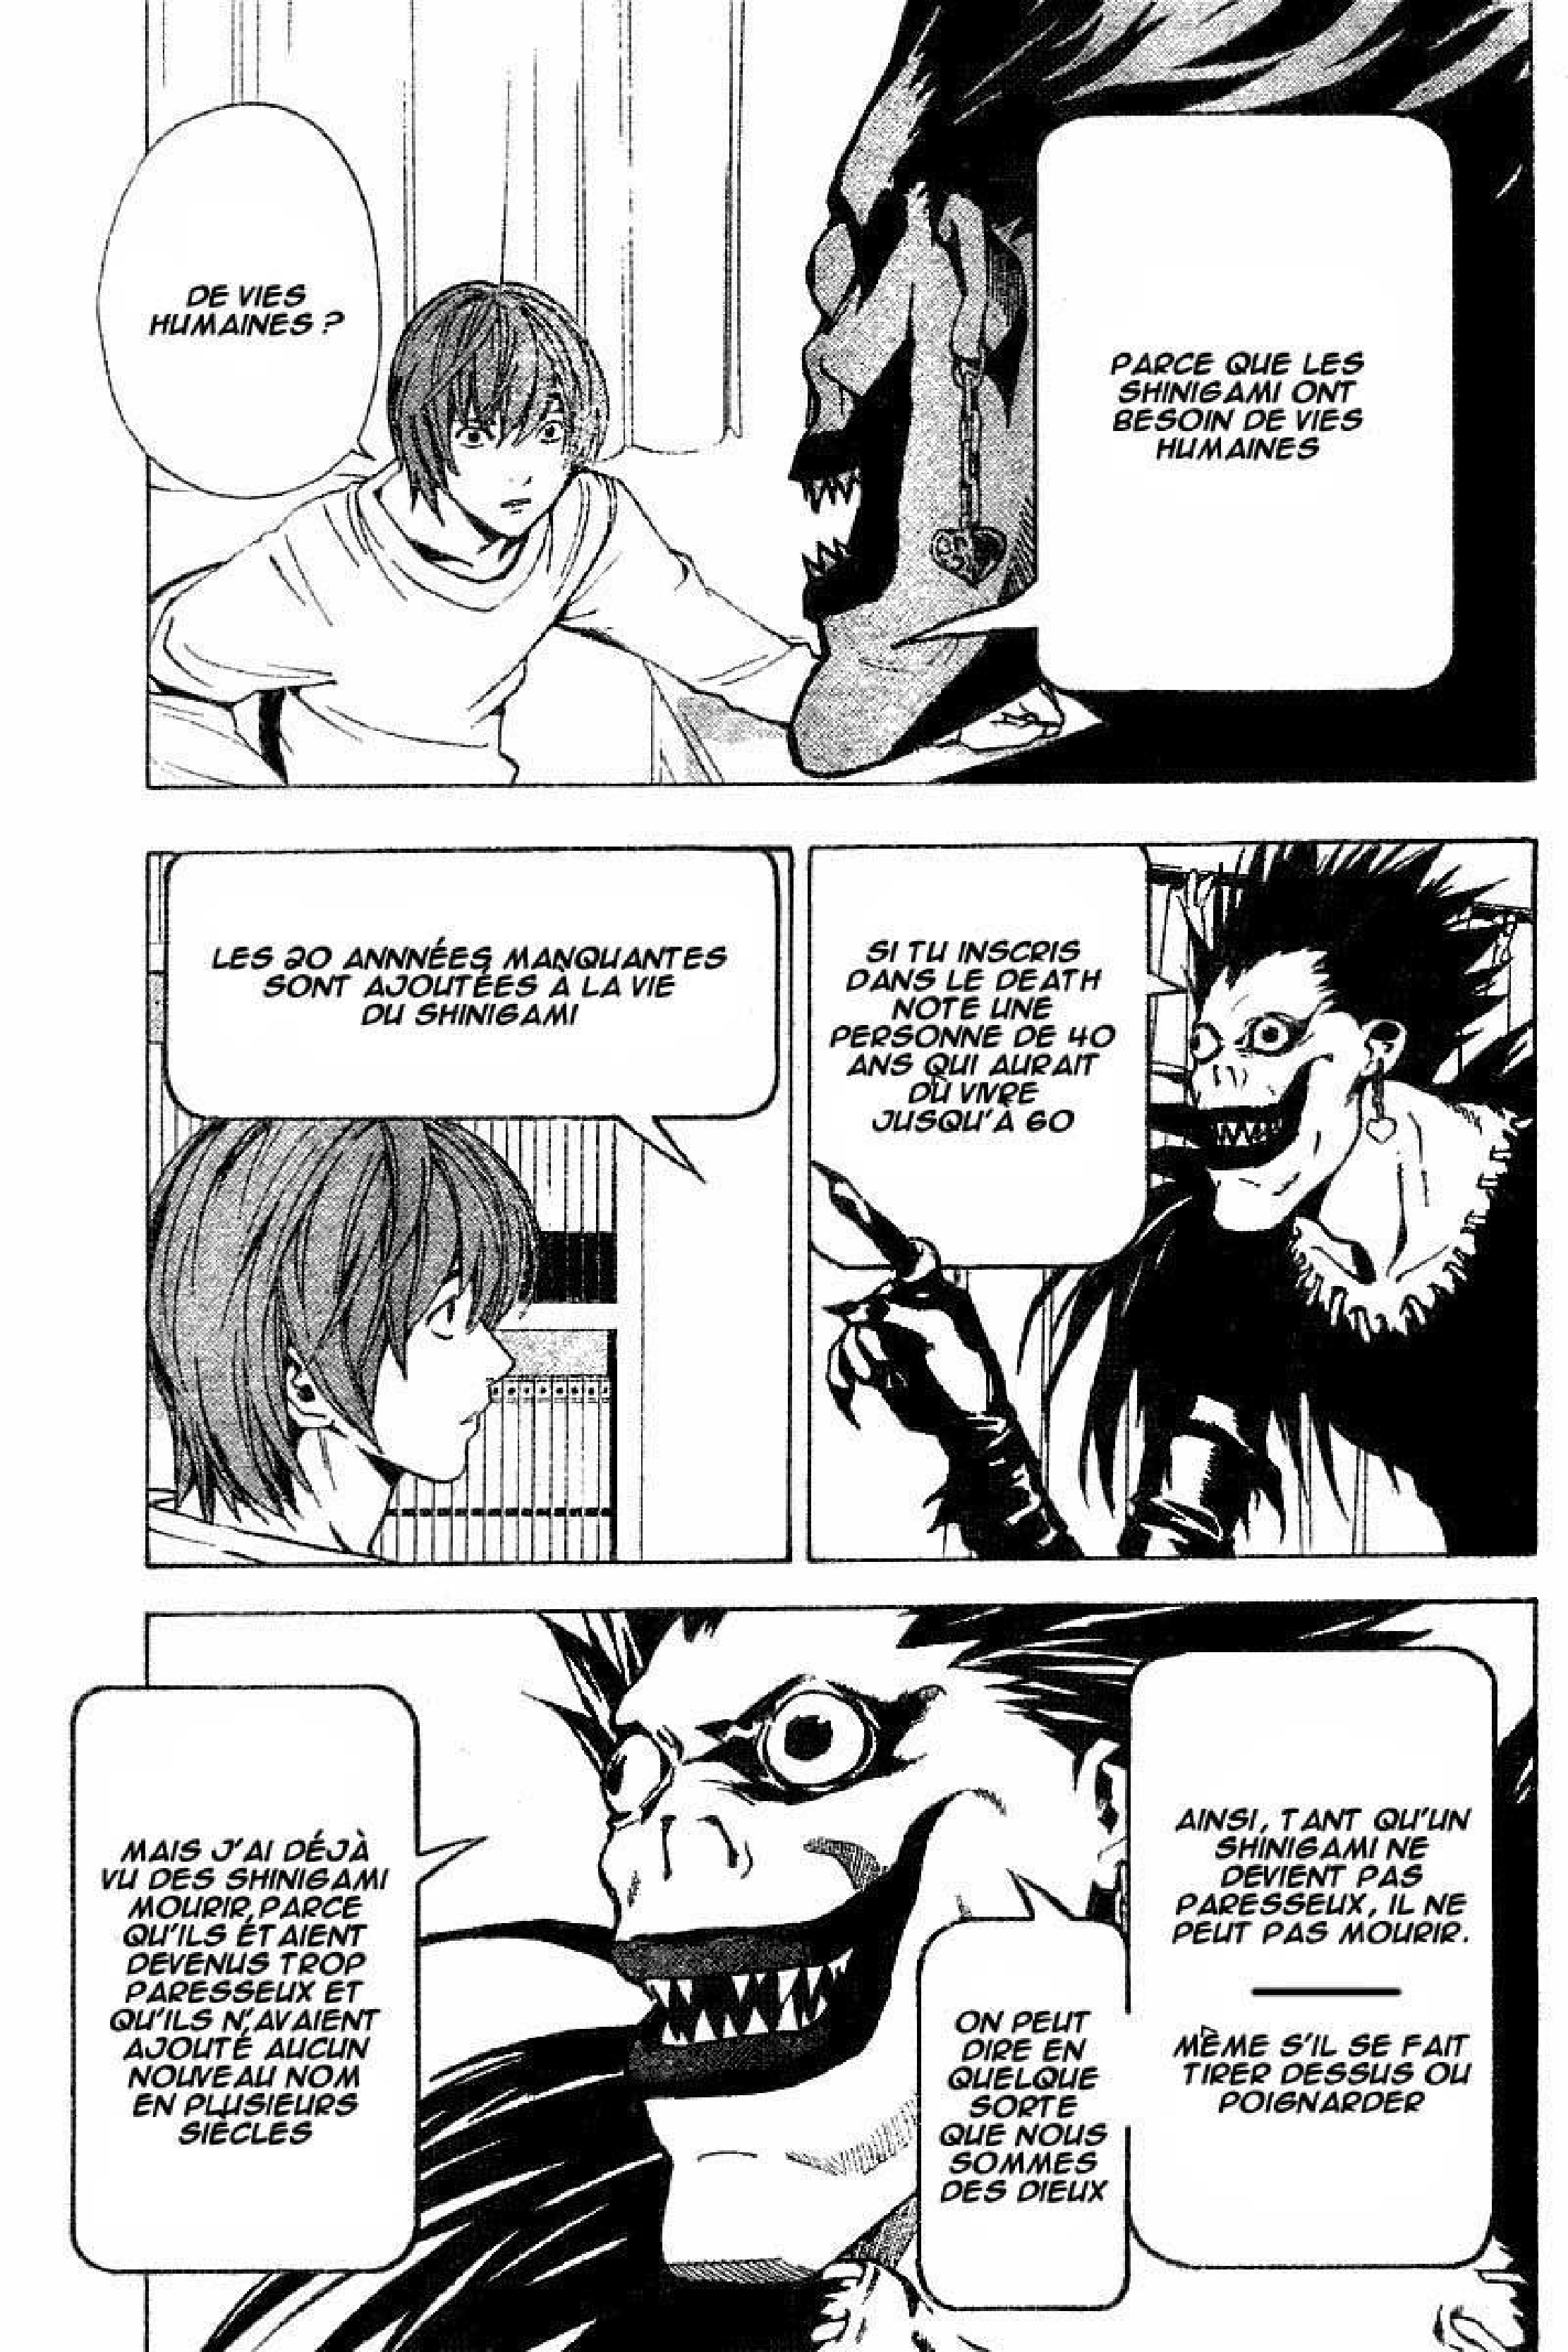 PARCE QUE LES
SHINIGAMI ONT
BESOIN DE VIES
HUMAINES
DE VIES
HUMAINES ?
SI TU INSCRIS
DANS LE DEATH
NOTE UNE
PERSONNE DE 40
ANS QUI AURAIT
DÛ VIVRE
JUSQU'À 60
LES 20 ANNNÉES MANQUANTES
SONT AJOUTÉES À LA VIE
DU SHINIGAMI
AINSI, TANT QU'UN
SHINIGAMI NE
DEVIENT PAS
PARESSEUX, IL NE
PEUT PAS MOURIR.
MÊME S'IL SE FAIT
TIRER DESSUS OU
POIGNARDER
ON PEUT
DIRE EN
QUELQUE
SORTE
QUE NOUS
SOMMES
DES DIEUX
MAIS J'AI DÉJÀ
VU DES SHINIGAMI
MOURIR PARCE
QU'ILS ÉTAIENT
DEVENUS TROP
PARESSEUX ET
QU'ILS N'AVAIENT
AJOUTÉ AUCUN
NOUVEAU NOM
EN PLUSIEURS
SIÈCLES